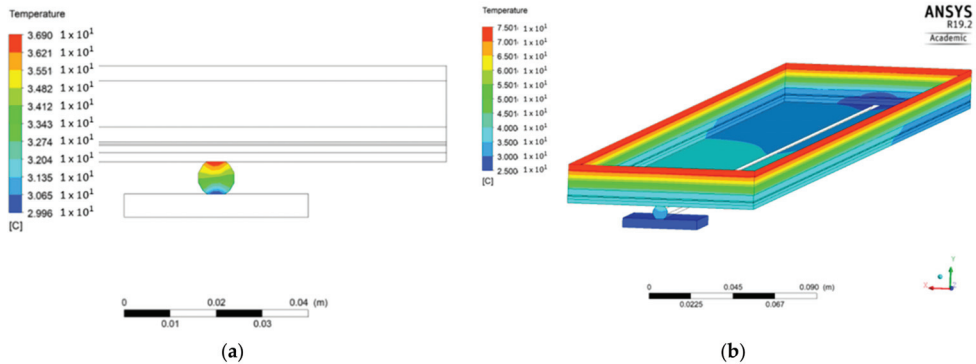 Temperature
3.690 1 x 10¹
3.621 1 x 10¹
3.551 1 x 10¹
3.482 1 x 10¹
3.412 1 x 10¹
3.343 1 x 10¹
3.274 1 x 10¹
3.204 1 x 10¹
3.135 1 x 10¹
3.065 1 x 10¹
2.996 1 x 10¹
[C]
0 0.02 0.04 (m)
0.01 0.03
(a)
Temperature
7.501 1 x 10¹
7.001 1 x 10¹
6.501 1 x 10¹
6.001 1 x 10¹
5.501 1 x 10¹
5.001 1 x 10¹
4.501 1 x 10¹
4.000 1 x 10¹
3.500 1 x 10¹
3.000 1 x 10¹
2.500 1 x 10¹
[C]
ANSYS
R19.2
Academic
0 0.045 0.090 (m)
0.0225 0.067
Y
X
Z
(b)